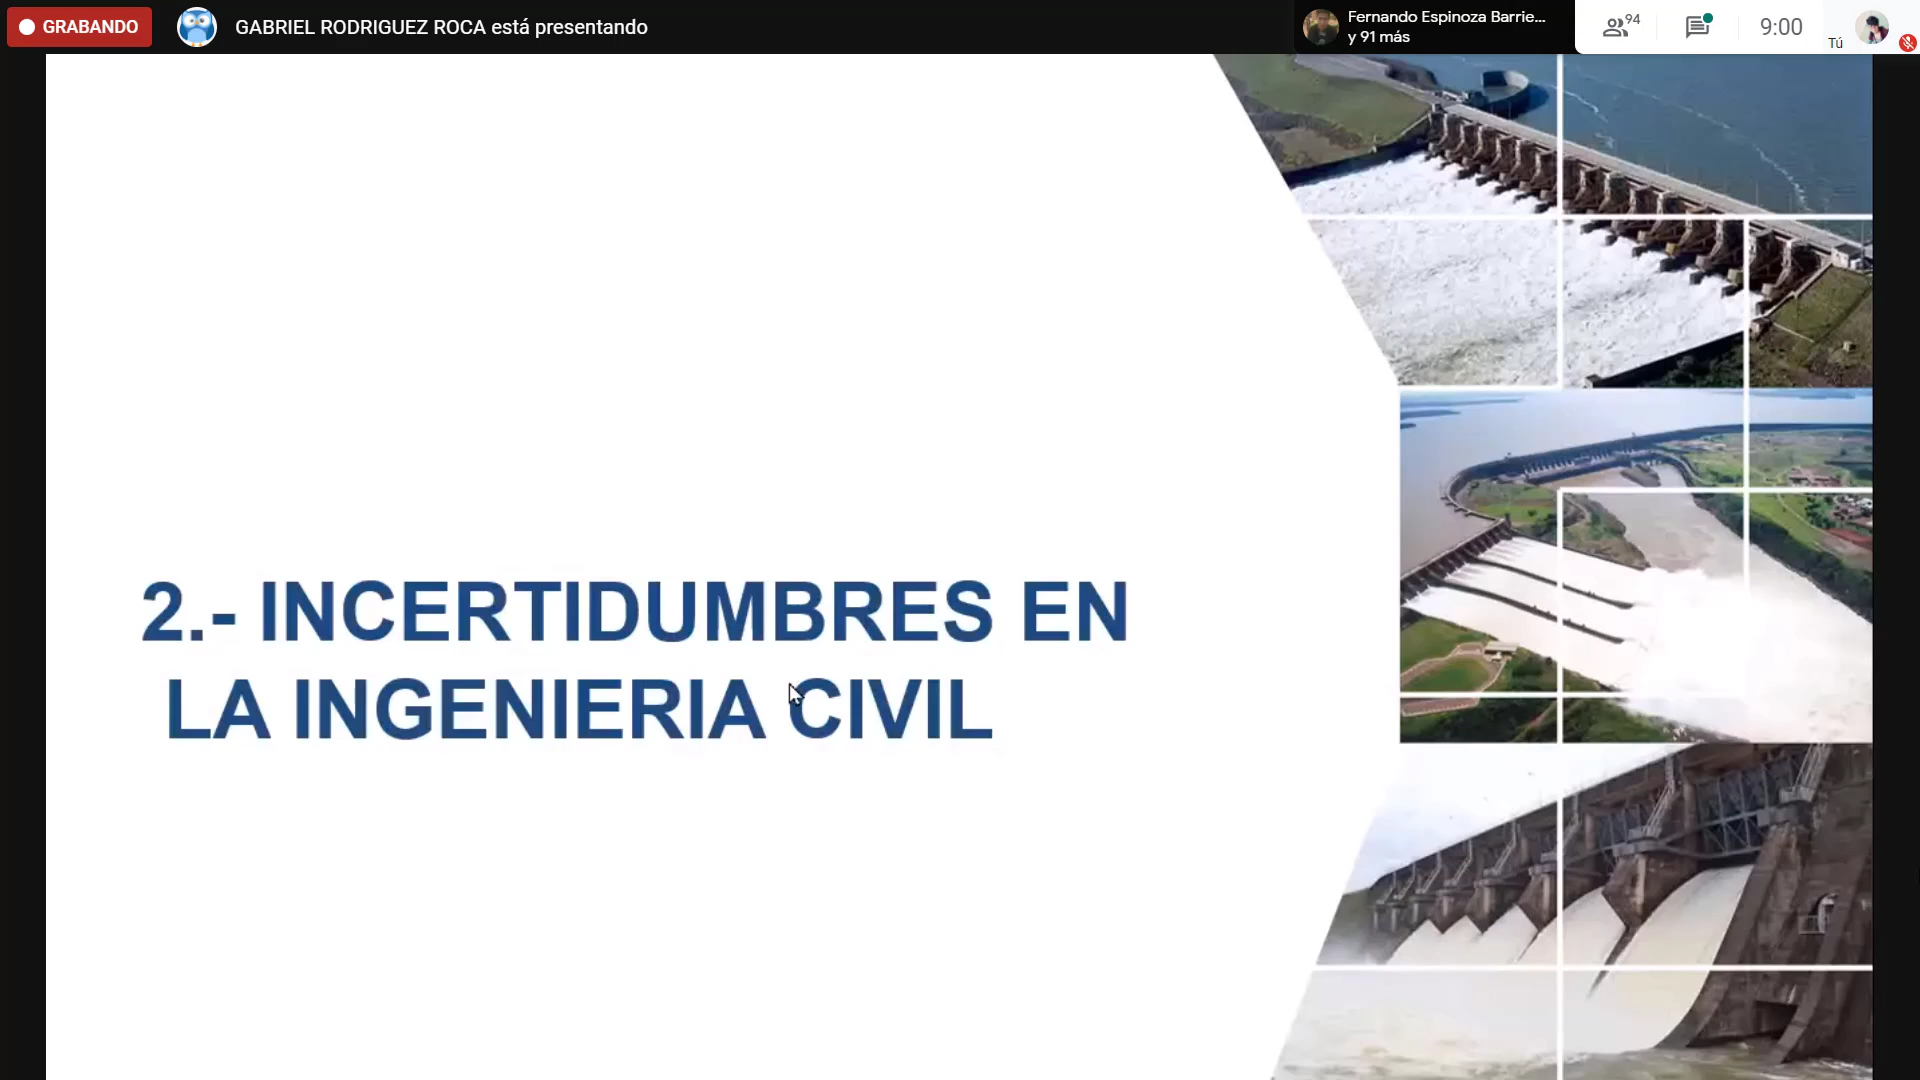 GRABANDO
GABRIEL RODRIGUEZ ROCA está presentando
Fernando Espinoza Barrie...
y 91 más
94
9:00
Tú
2.- INCERTIDUMBRES EN
LA INGENIERIA CIVIL